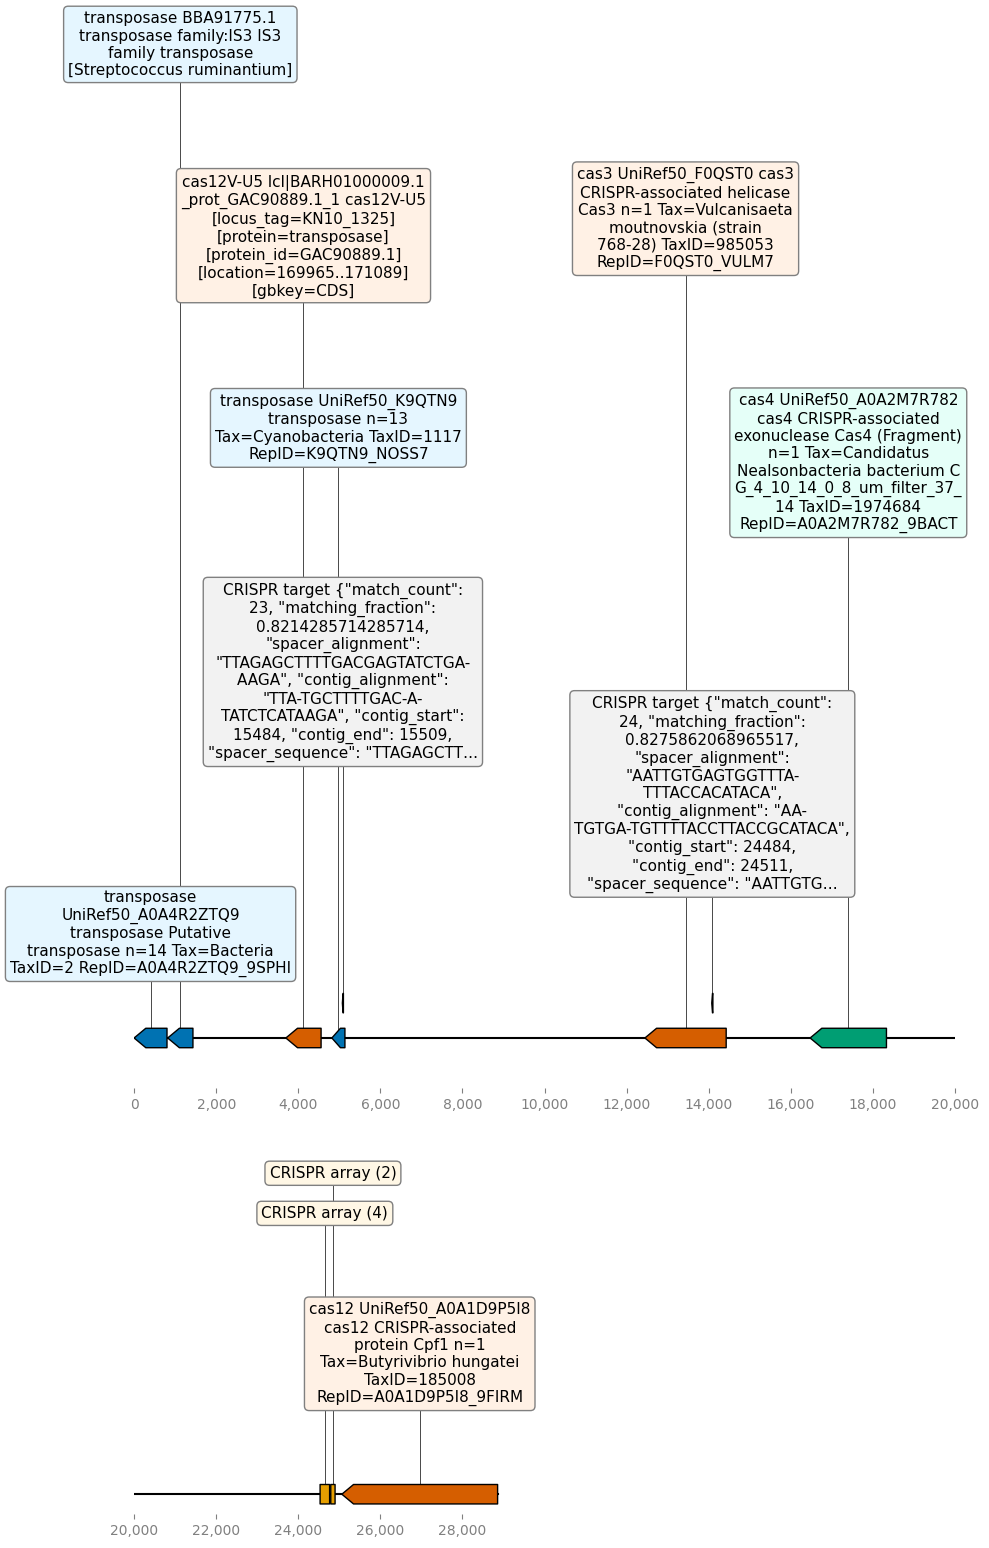 transposase BBA91775.1
transposase family:IS3 IS3
family transposase
[Streptococcus ruminantium]
cas12V-U5 lcl|BARH01000009.1
_prot_GAC90889.1_1 cas12V-U5
[locus_tag=KN10_1325]
[protein=transposase]
[protein_id=GAC90889.1]
[location=169965..171089]
[gbkey=CDS]
cas3 UniRef50_F0QST0 cas3
CRISPR-associated helicase
Cas3 n=1 Tax=Vulcanisaeta
moutnovskia (strain
768-28) TaxID=985053
RepID=F0QST0_VULM7
transposase UniRef50_K9QTN9
transposase n=13
Tax=Cyanobacteria TaxID=1117
RepID=K9QTN9_NOSS7
cas4 UniRef50_A0A2M7R782
cas4 CRISPR-associated
exonuclease Cas4 (Fragment)
n=1 Tax=Candidatus
Nealsonbacteria bacterium C
G_4_10_14_0_8_um_filter_37_
14 TaxID=1974684
RepID=A0A2M7R782_9BACT
CRISPR target {"match_count":
23, "matching_fraction":
0.8214285714285714,
"spacer_alignment":
"TTAGAGCTTTTGACGAGTATCTGA-
AAGA", "contig_alignment":
"TTA-TGCTTTTGAC-A-
TATCTCATAAGA", "contig_start":
15484, "contig_end": 15509,
"spacer_sequence": "TTAGAGCTT...
CRISPR target {"match_count":
24, "matching_fraction":
0.8275862068965517,
"spacer_alignment":
"AATTGTGAGTGGTTTA-
TTTACCACATACA",
"contig_alignment": "AA-
TGTGA-TGTTTTACCTTACCGCATACA",
"contig_start": 24484,
"contig_end": 24511,
"spacer_sequence": "AATTGTG...
transposase
UniRef50_A0A4R2ZTQ9
transposase Putative
transposase n=14 Tax=Bacteria
TaxID=2 RepID=A0A4R2ZTQ9_9SPHI
0 2,000 4,000 6,000 8,000 10,000 12,000 14,000 16,000 18,000 20,000
CRISPR array (2)
CRISPR array (4)
cas12 UniRef50_A0A1D9P5I8
cas12 CRISPR-associated
protein Cpf1 n=1
Tax=Butyrivibrio hungatei
TaxID=185008
RepID=A0A1D9P5I8_9FIRM
20,000 22,000 24,000 26,000 28,000